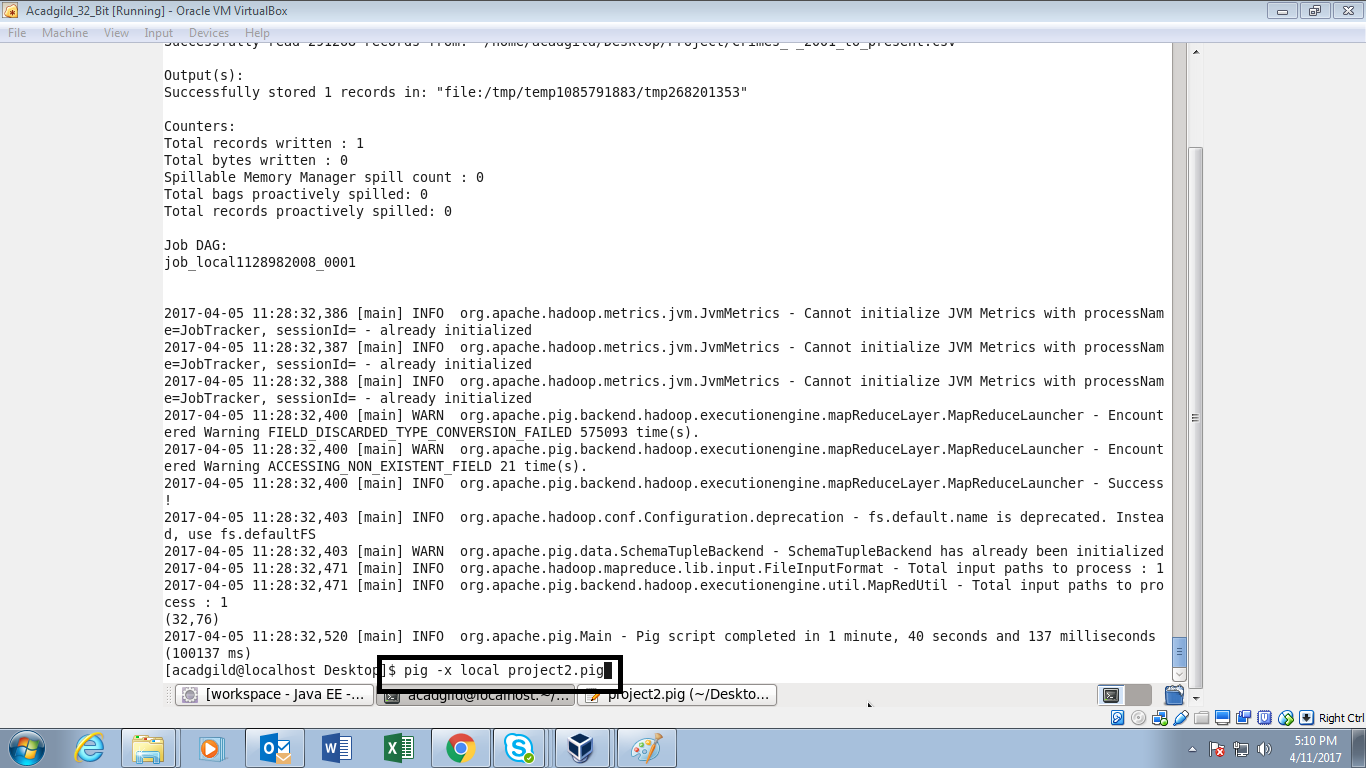 Acadgild_32_Bit [Running] - Oracle VM VirtualBox
File Machine View Input Devices Help
Successfully read 291268 records from: "/home/acadgild/Desktop/Project/Crimes_-_2001_to_present.csv"
Output(s):
Successfully stored 1 records in: "file:/tmp/temp1085791883/tmp268201353"
Counters:
Total records written : 1
Total bytes written : 0
Spillable Memory Manager spill count : 0
Total bags proactively spilled: 0
Total records proactively spilled: 0
Job DAG:
job_local1128982008_0001
2017-04-05 11:28:32,386 [main] INFO  org.apache.hadoop.metrics.jvm.JvmMetrics - Cannot initialize JVM Metrics with processNam
e=JobTracker, sessionId= - already initialized
2017-04-05 11:28:32,387 [main] INFO  org.apache.hadoop.metrics.jvm.JvmMetrics - Cannot initialize JVM Metrics with processNam
e=JobTracker, sessionId= - already initialized
2017-04-05 11:28:32,388 [main] INFO  org.apache.hadoop.metrics.jvm.JvmMetrics - Cannot initialize JVM Metrics with processNam
e=JobTracker, sessionId= - already initialized
2017-04-05 11:28:32,400 [main] WARN  org.apache.pig.backend.hadoop.executionengine.mapReduceLayer.MapReduceLauncher - Encount
ered Warning FIELD_DISCARDED_TYPE_CONVERSION_FAILED 575093 time(s).
2017-04-05 11:28:32,400 [main] WARN  org.apache.pig.backend.hadoop.executionengine.mapReduceLayer.MapReduceLauncher - Encount
ered Warning ACCESSING_NON_EXISTENT_FIELD 21 time(s).
2017-04-05 11:28:32,400 [main] INFO  org.apache.pig.backend.hadoop.executionengine.mapReduceLayer.MapReduceLauncher - Success
!
2017-04-05 11:28:32,403 [main] INFO  org.apache.hadoop.conf.Configuration.deprecation - fs.default.name is deprecated. Instea
d, use fs.defaultFS
2017-04-05 11:28:32,403 [main] WARN  org.apache.pig.data.SchemaTupleBackend - SchemaTupleBackend has already been initialized
2017-04-05 11:28:32,471 [main] INFO  org.apache.hadoop.mapreduce.lib.input.FileInputFormat - Total input paths to process : 1
2017-04-05 11:28:32,471 [main] INFO  org.apache.pig.backend.hadoop.executionengine.util.MapRedUtil - Total input paths to pro
cess : 1
(32,76)
2017-04-05 11:28:32,520 [main] INFO  org.apache.pig.Main - Pig script completed in 1 minute, 40 seconds and 137 milliseconds
(100137 ms)
[acadgild@localhost Desktop]$ pig -x local project2.pig
[workspace - Java EE -... acadgild@localhost:~/... project2.pig (~/Deskto...
Right Ctrl
5:10 PM
4/11/2017